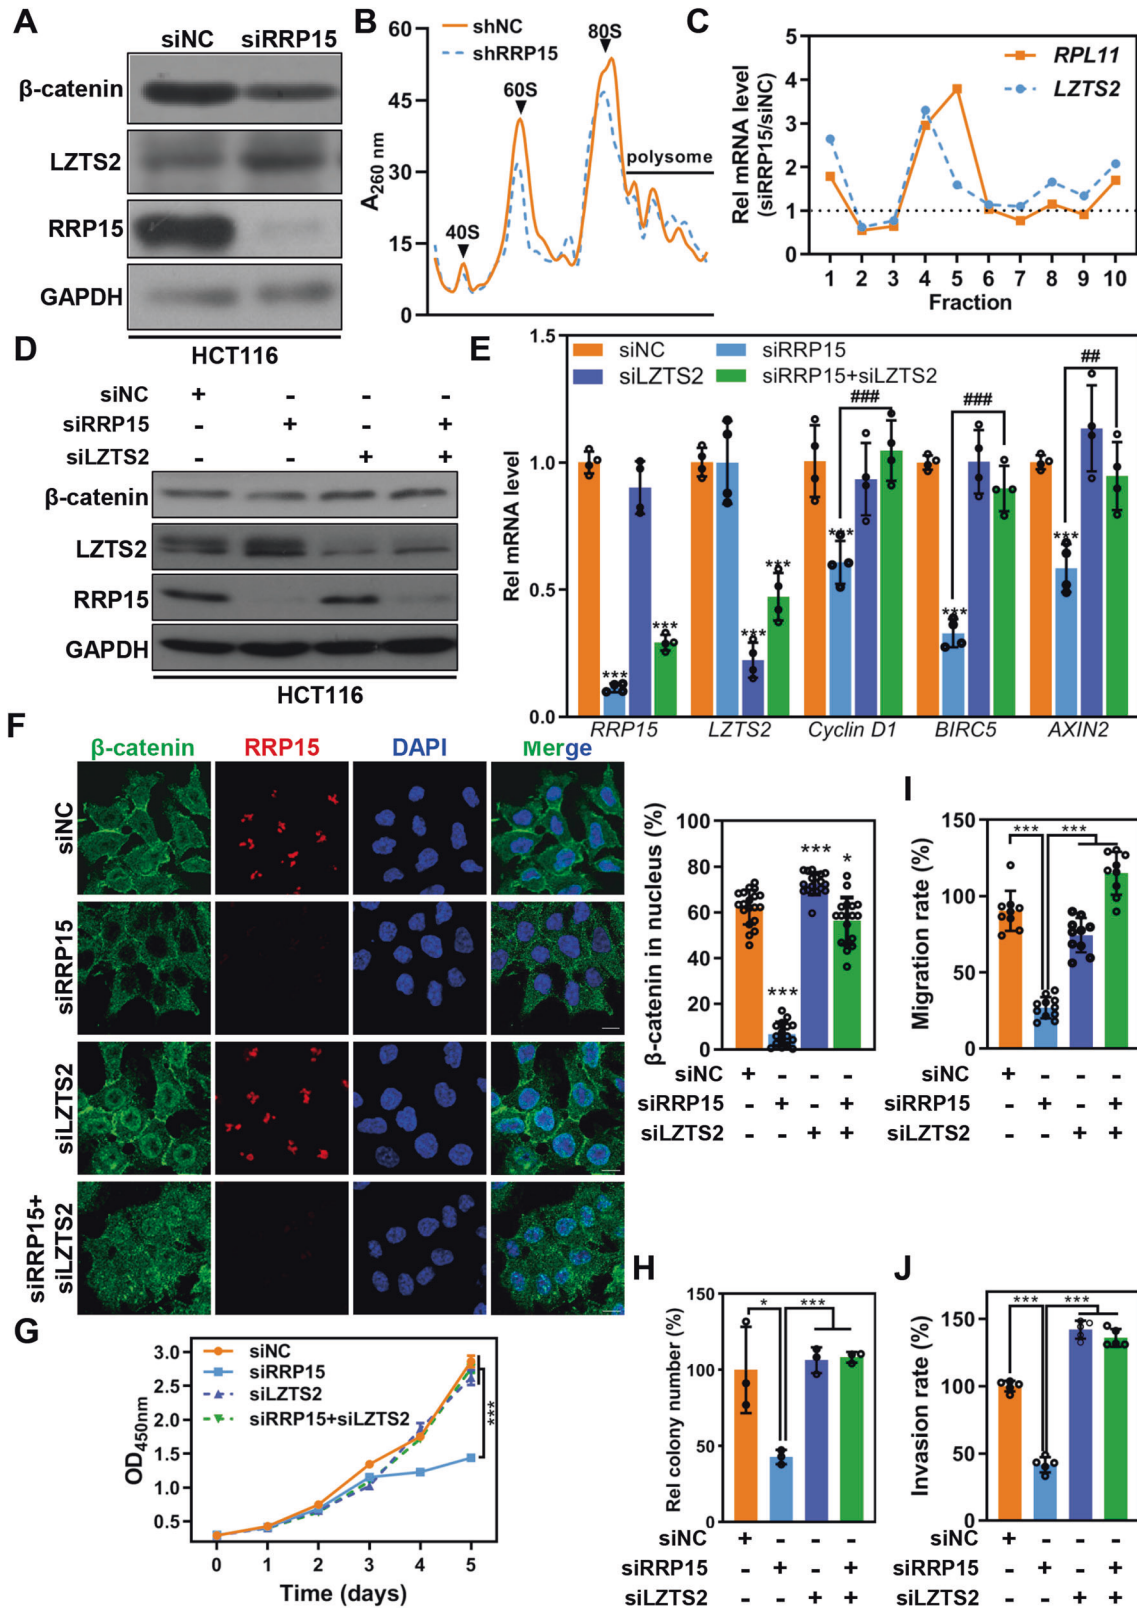 A
siNC siRRP15
β-catenin
LZTS2
RRP15
GAPDH
HCT116
B
shNC
shRRP15
60
45
30
15
0
A260 nm
40S
60S
80S
polysome
C
5
4
3
2
1
0
Rel mRNA level
(siRRP15/siNC)
RPL11
LZTS2
1 2 3 4 5 6 7 8 9 10
Fraction
D
siNC + - - -
siRRP15 - + - +
siLZTS2 - - + +
β-catenin
LZTS2
RRP15
GAPDH
HCT116
E
1.5
1.0
0.5
0.0
Rel mRNA level
siNC siRRP15
siLZTS2 siRRP15+siLZTS2
*** *** *** *** *** ### *** ### *** ##
RRP15 LZTS2 Cyclin D1 BIRC5 AXIN2
F
β-catenin RRP15 DAPI Merge
siNC
siRRP15
siLZTS2
siRRP15+
siLZTS2
100
80
60
40
20
0
β-catenin in nucleus (%)
*** *** *
siNC + - - -
siRRP15 - + - +
siLZTS2 - - + +
I
150
100
50
0
Migration rate (%)
*** ***
siNC + - - -
siRRP15 - + - +
siLZTS2 - - + +
G
3.0
2.5
2.0
1.5
1.0
0.5
OD450nm
siNC
siRRP15
siLZTS2
siRRP15+siLZTS2
***
0 1 2 3 4 5
Time (days)
H
150
100
50
0
Rel colony number (%)
* ***
siNC + - - -
siRRP15 - + - +
siLZTS2 - - + +
J
150
100
50
0
Invasion rate (%)
*** ***
siNC + - - -
siRRP15 - + - +
siLZTS2 - - + +